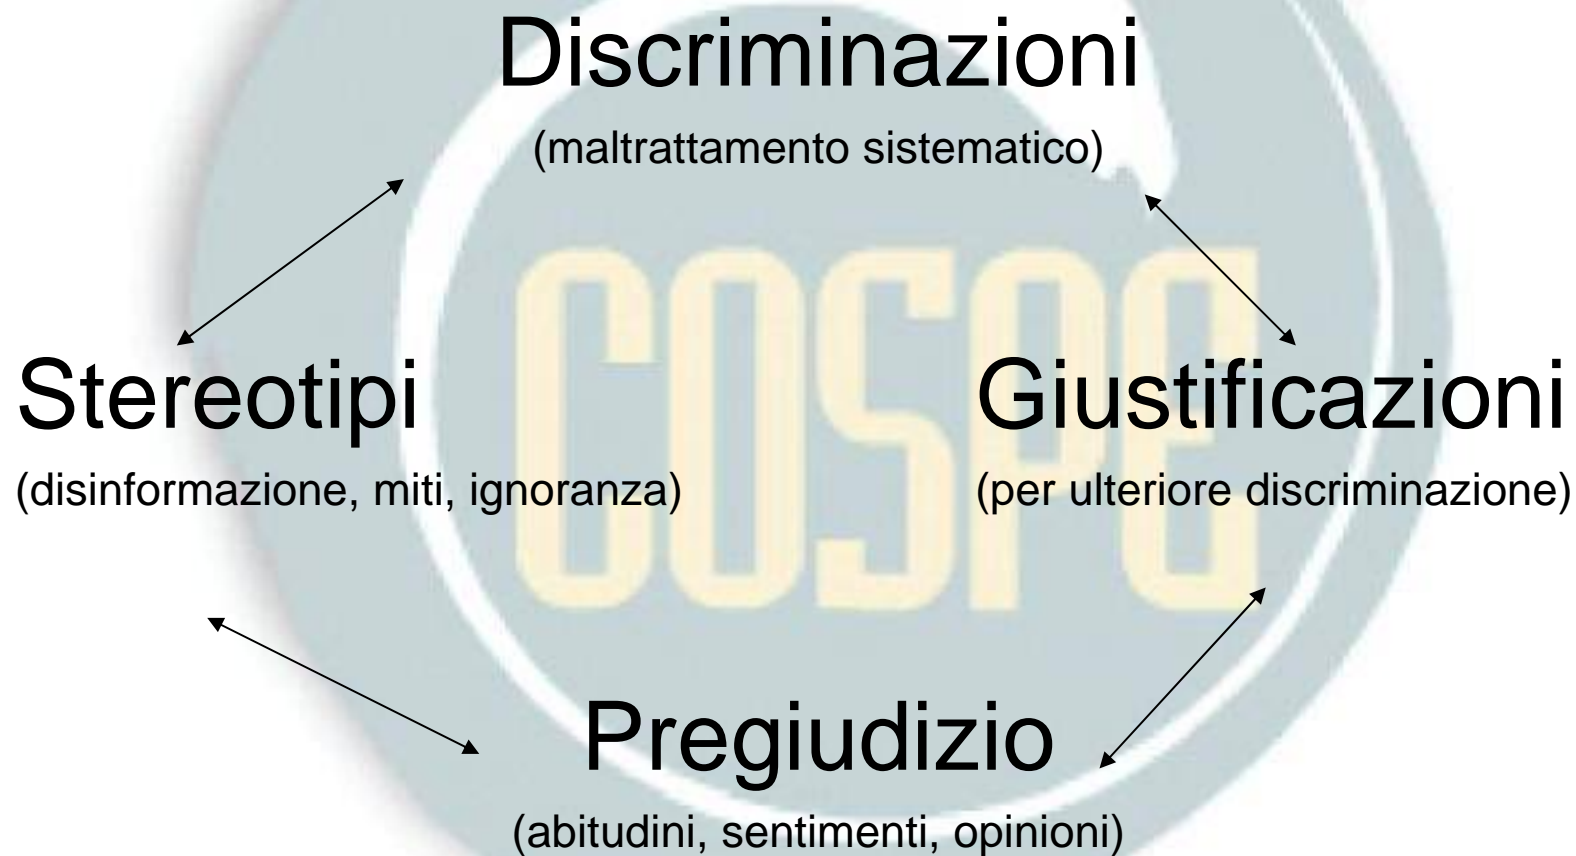 Discriminazioni
(maltrattamento sistematico)
COSPE
Stereotipi
Giustificazioni
(disinformazione, miti, ignoranza)
(per ulteriore discriminazione)
Pregiudizio
(abitudini, sentimenti, opinioni)